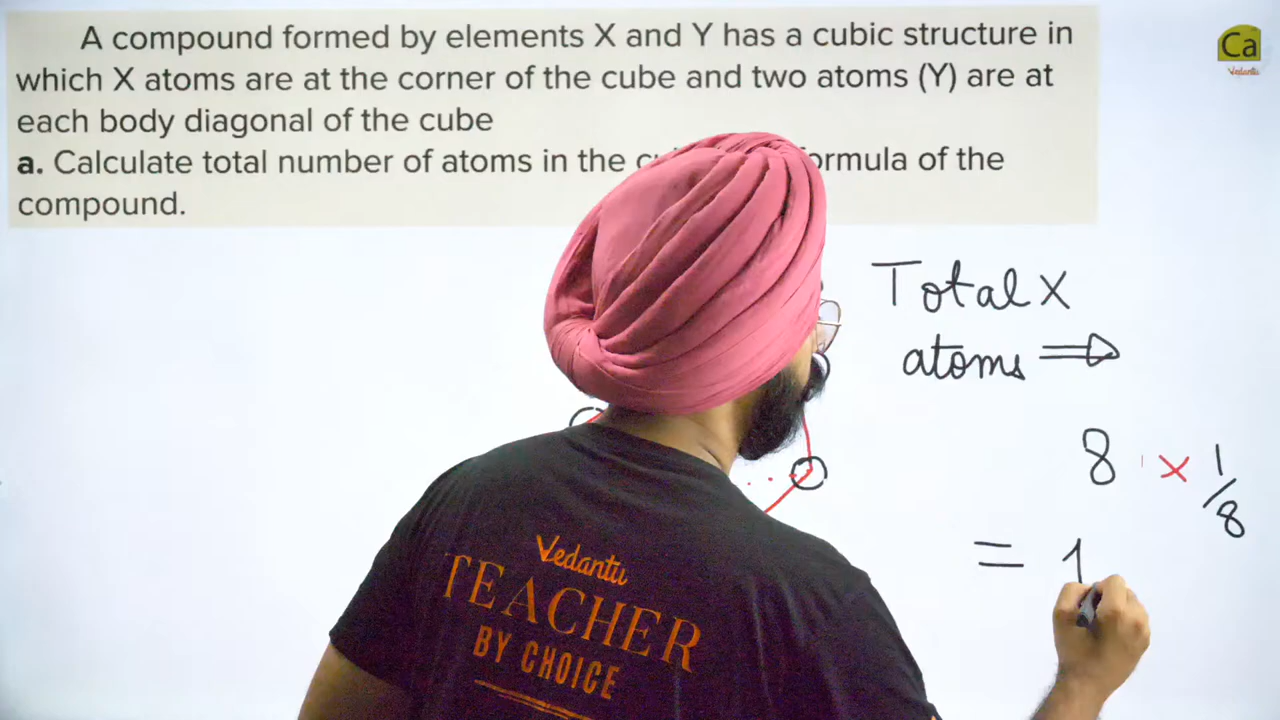 A compound formed by elements X and Y has a cubic structure in
which X atoms are at the corner of the cube and two atoms (Y) are at
each body diagonal of the cube
a. Calculate total number of atoms in the ormula of the
compound.
Ca
Vedantu
Total X
atoms ⇒
8 × 1/8
= 1
Vedantu
TEACHER
BY CHOICE